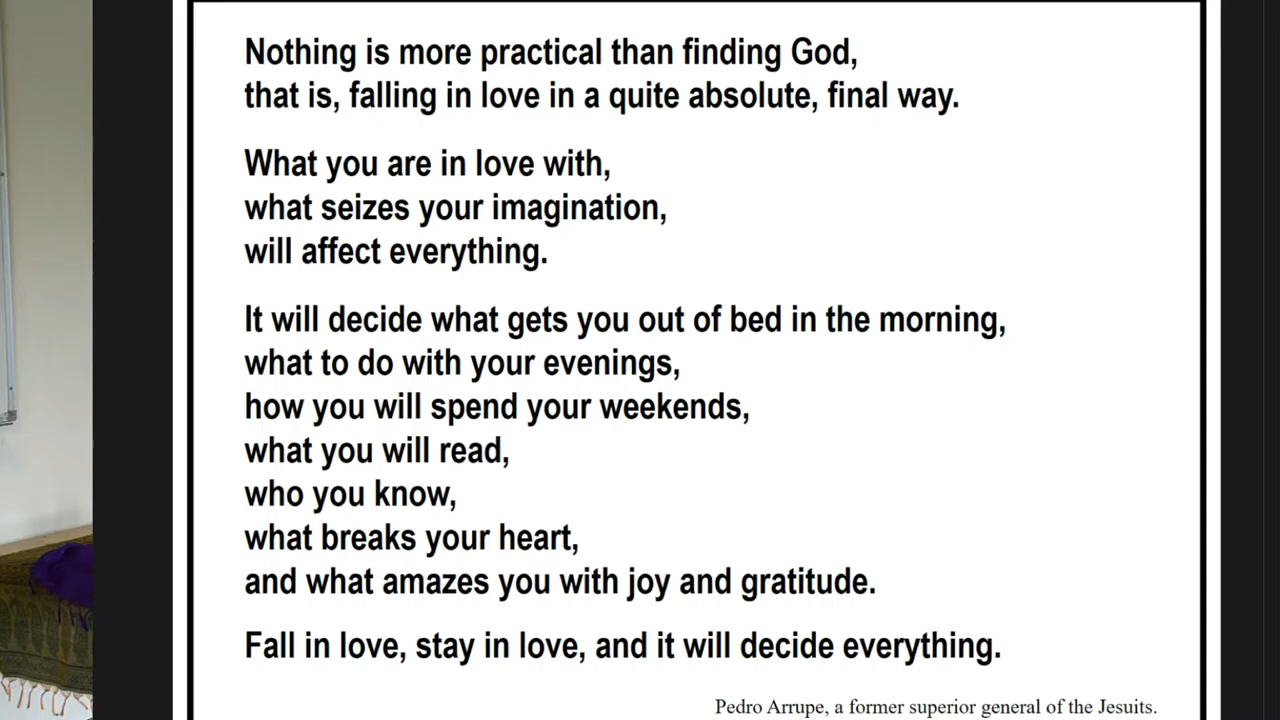 Nothing is more practical than finding God,
that is, falling in love in a quite absolute, final way.
What you are in love with,
what seizes your imagination,
will affect everything.
It will decide what gets you out of bed in the morning,
what to do with your evenings,
how you will spend your weekends,
what you will read,
who you know,
what breaks your heart,
and what amazes you with joy and gratitude.
Fall in love, stay in love, and it will decide everything.
Pedro Arrupe, a former superior general of the Jesuits.